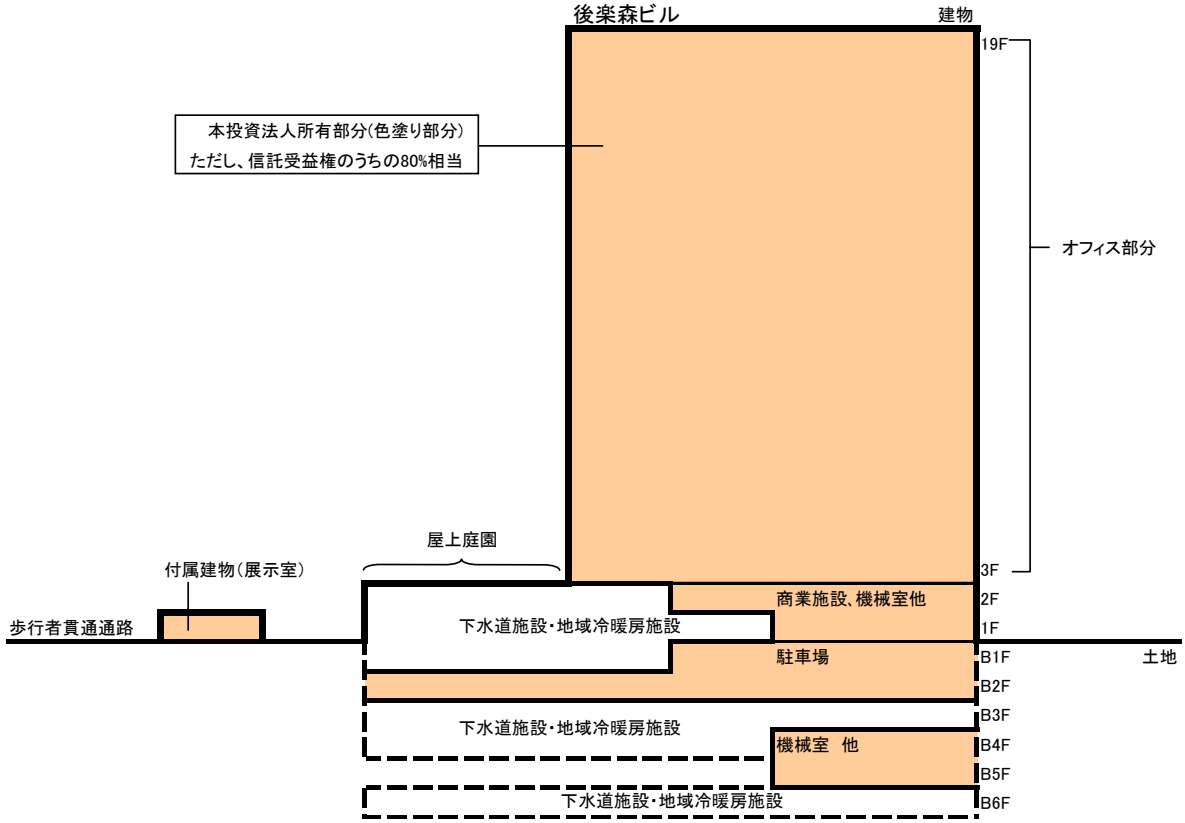 後楽森ビル
建物
19F
本投資法人所有部分(色塗り部分)
ただし、信託受益権のうちの80%相当
オフィス部分
屋上庭園
付属建物(展示室)
3F
商業施設、機械室他
2F
歩行者貫通通路
下水道施設・地域冷暖房施設
1F
駐車場
B1F
土地
B2F
下水道施設・地域冷暖房施設
B3F
機械室 他
B4F
B5F
下水道施設・地域冷暖房施設
B6F